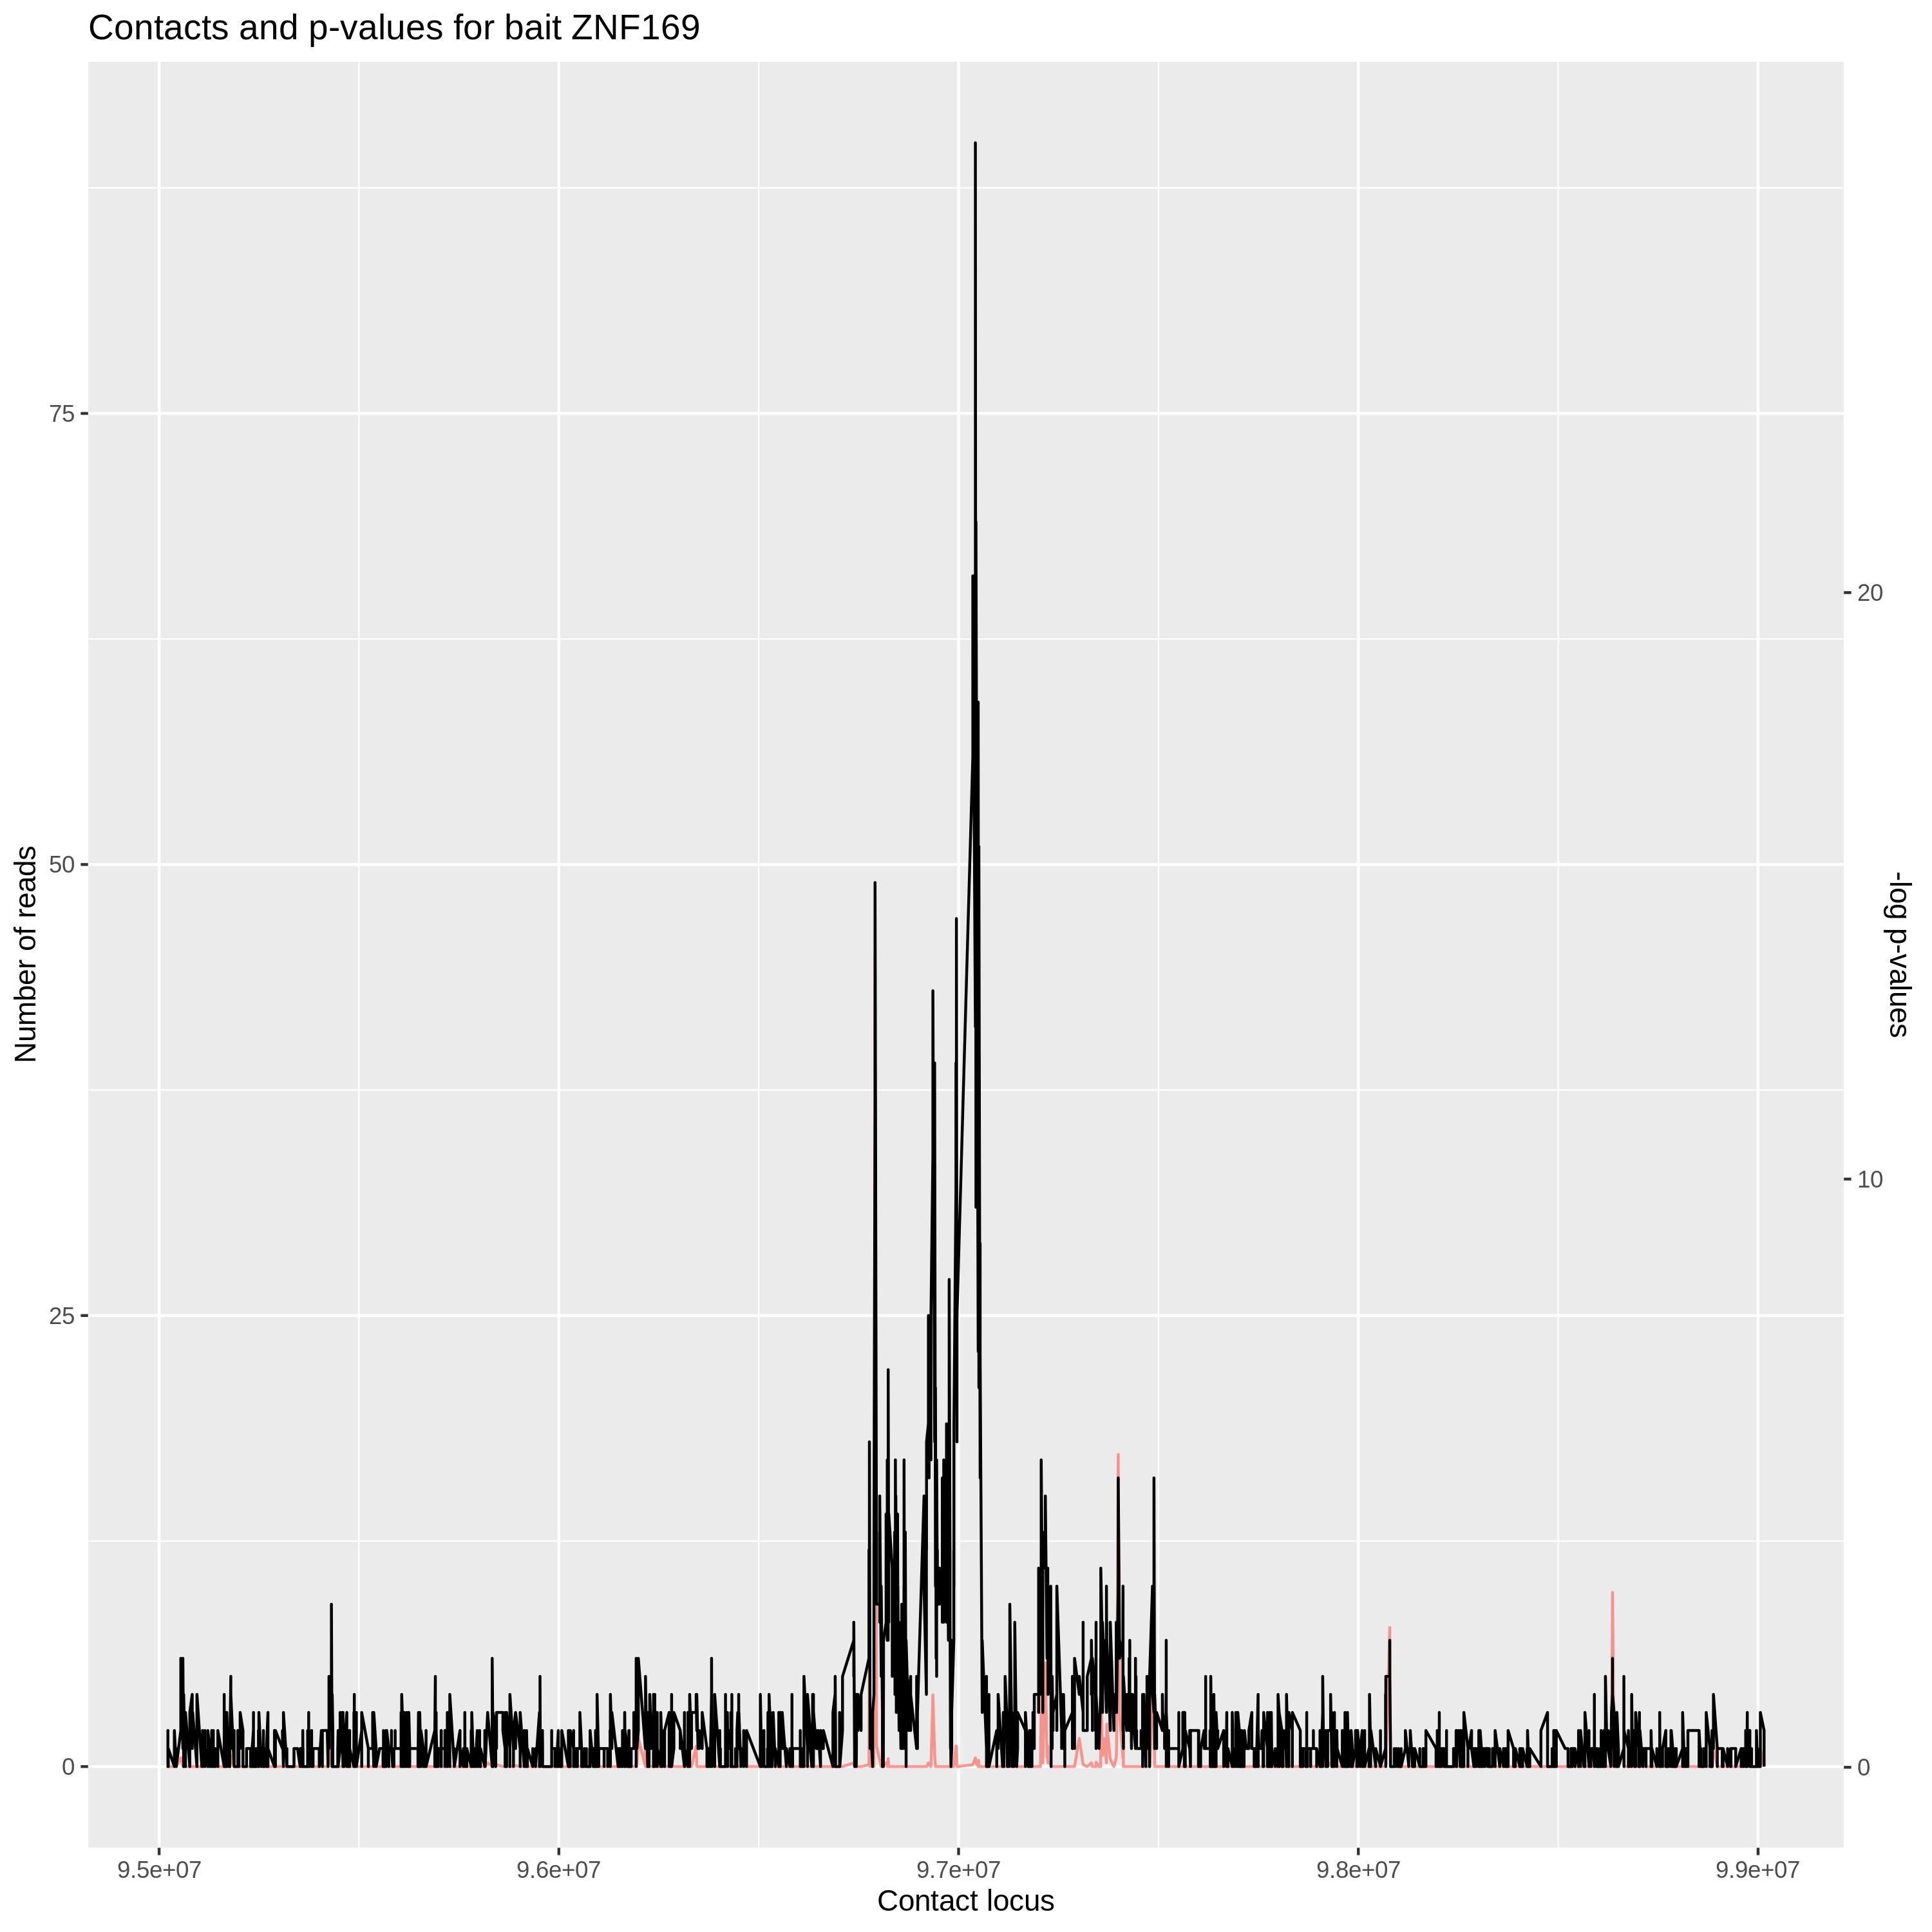 Contacts and p-values for bait ZNF169
75
50
25
0
Number of reads
20
10
0
-log p-values
9.5e+07 9.6e+07 9.7e+07 9.8e+07 9.9e+07
Contact locus